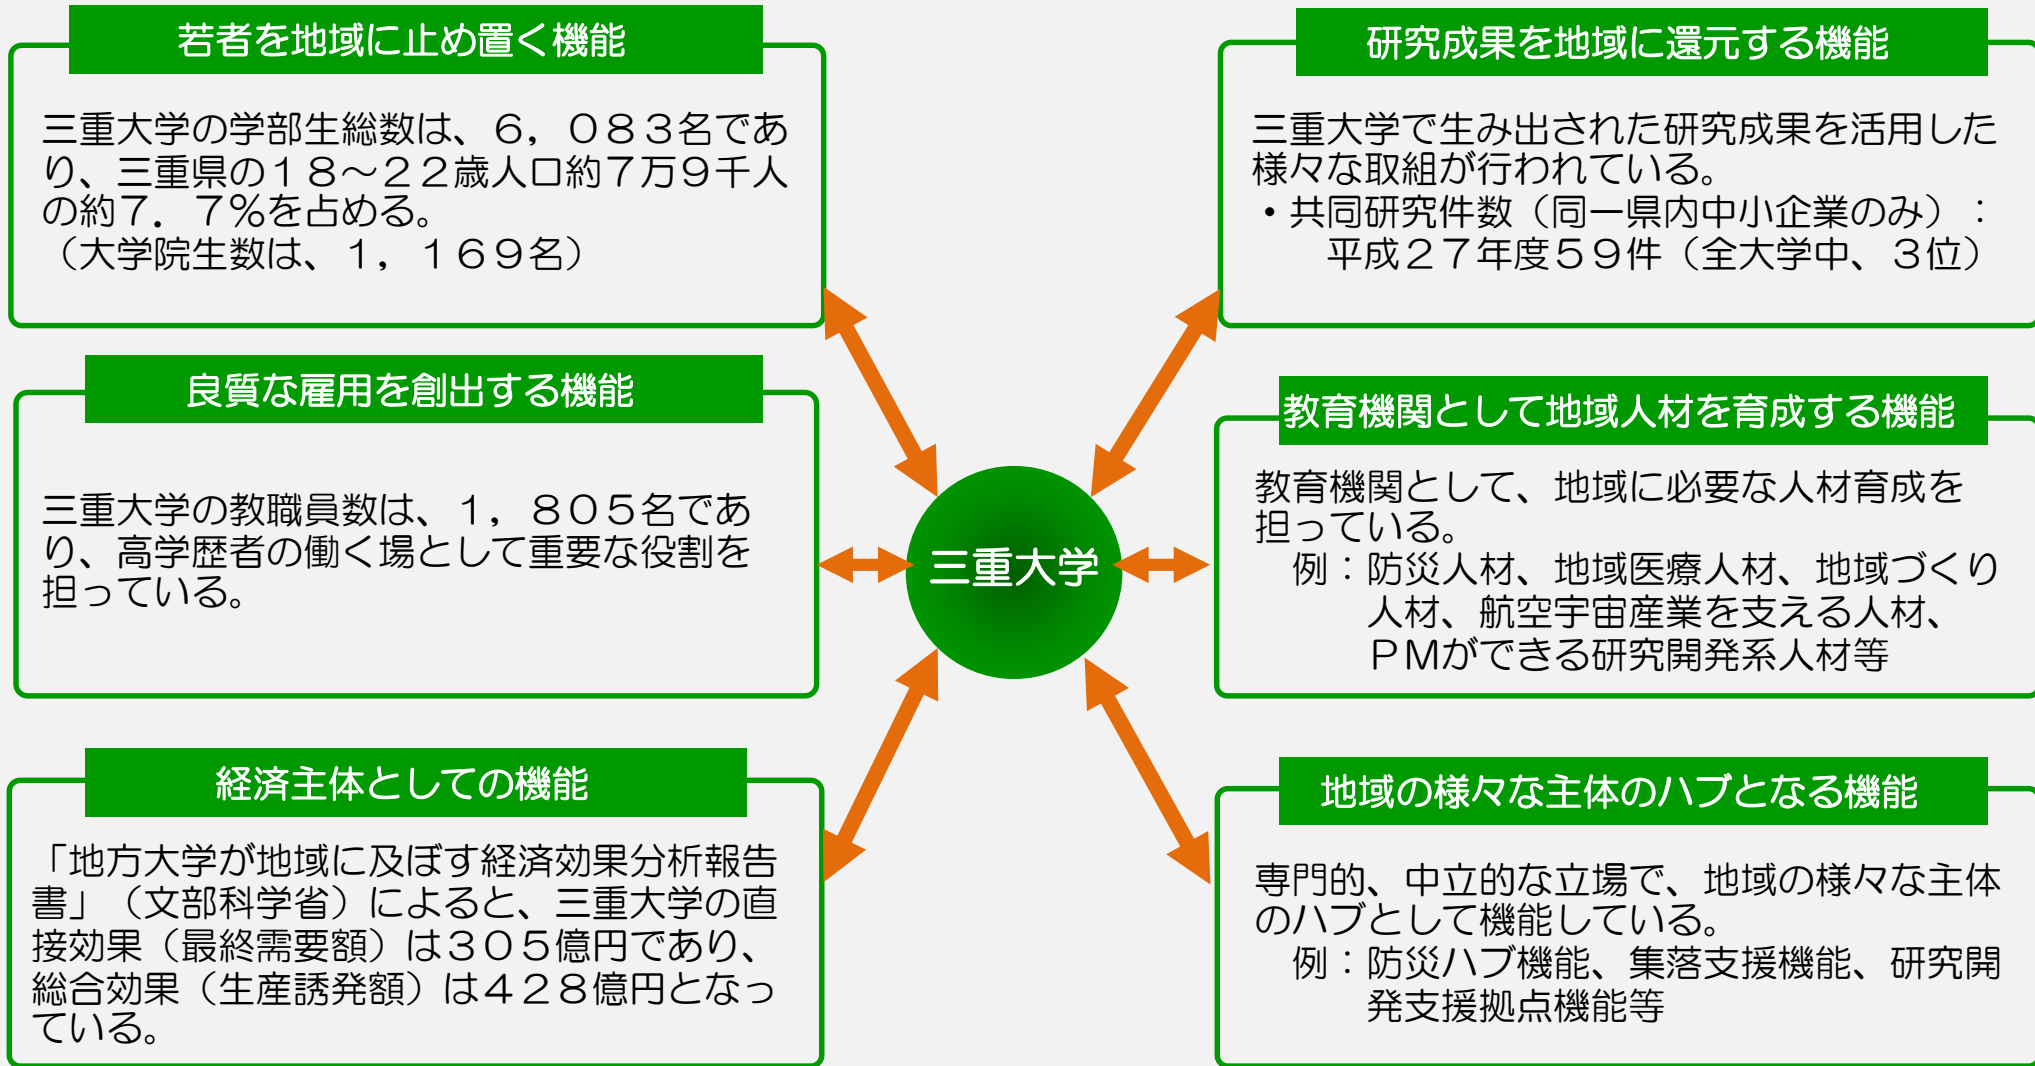 若者を地域に止め置く機能
三重大学の学部生総数は、６，０８３名であ
り、三重県の１８～２２歳人口約７万９千人
の約７．７％を占める。
（大学院生数は、１，１６９名）
良質な雇用を創出する機能
三重大学の教職員数は、１，８０５名であ
り、高学歴者の働く場として重要な役割を
担っている。
経済主体としての機能
「地方大学が地域に及ぼす経済効果分析報告
書」（文部科学省）によると、三重大学の直
接効果（最終需要額）は３０５億円であり、
総合効果（生産誘発額）は４２８億円となっ
ている。
三重大学
研究成果を地域に還元する機能
三重大学で生み出された研究成果を活用した
様々な取組が行われている。
・共同研究件数（同一県内中小企業のみ）：
平成２７年度５９件（全大学中、３位）
教育機関として地域人材を育成する機能
教育機関として、地域に必要な人材育成を
担っている。
例：防災人材、地域医療人材、地域づくり
人材、航空宇宙産業を支える人材、
ＰＭができる研究開発系人材等
地域の様々な主体のハブとなる機能
専門的、中立的な立場で、地域の様々な主体
のハブとして機能している。
例：防災ハブ機能、集落支援機能、研究開
発支援拠点機能等